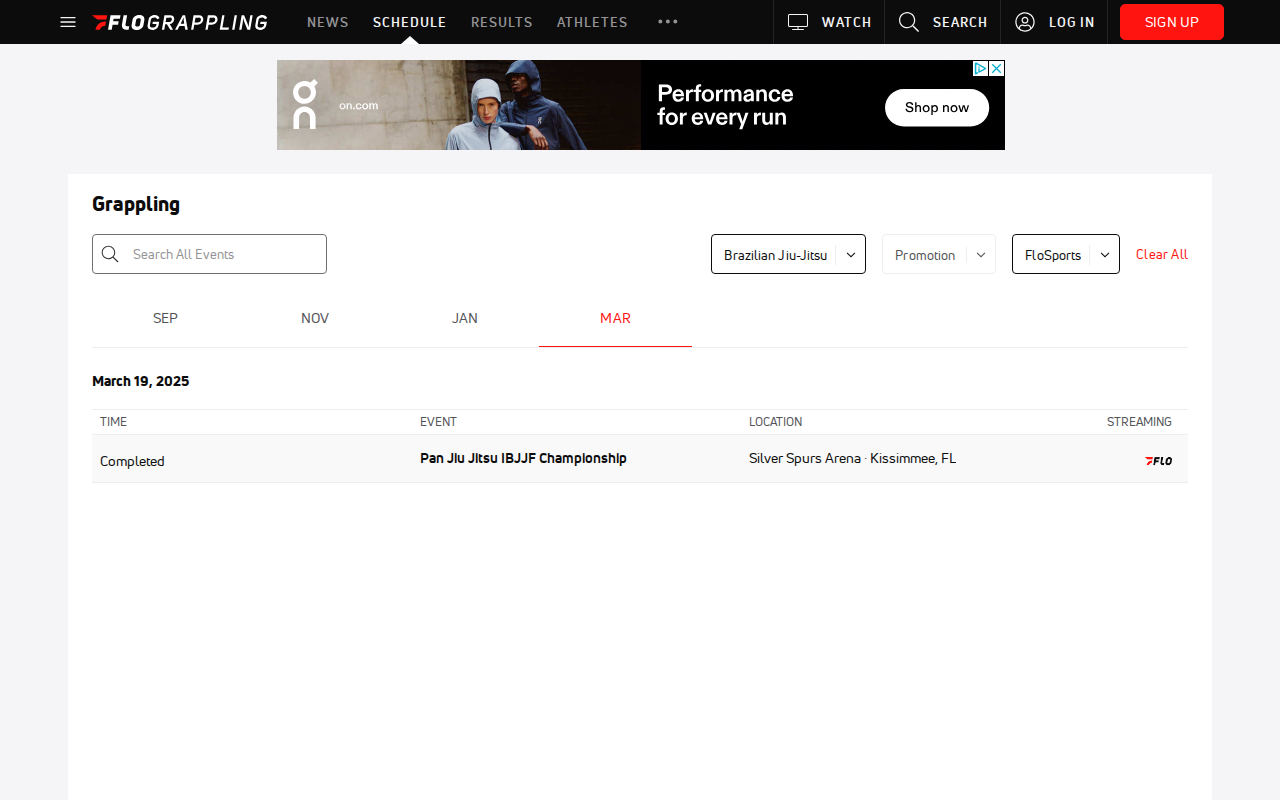 FLOGRAPPLING NEWS SCHEDULE RESULTS ATHLETES ••• WATCH SEARCH LOG IN SIGN UP
on.com
Performance
for every run
Shop now
Grappling
Search All Events Brazilian Jiu-Jitsu Promotion FloSports Clear All
SEP NOV JAN MAR
March 19, 2025
TIME EVENT LOCATION STREAMING
Completed Pan Jiu Jitsu IBJJF Championship Silver Spurs Arena · Kissimmee, FL FLO